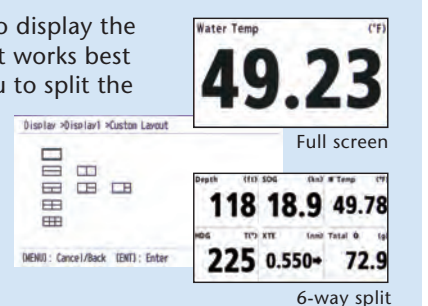 o display the
t works best
u to split the
Water Temp (°F)
49.23
Full screen
Display >Display1 >Custom Layout
[MENU]: Cancel/Back [ENT]: Enter
Depth (ft) SOG (kn) W Temp (°F)
118 18.9 49.78
HDG T(°) XTE (nm) Total (g)
225 0.550→ 72.9
6-way split